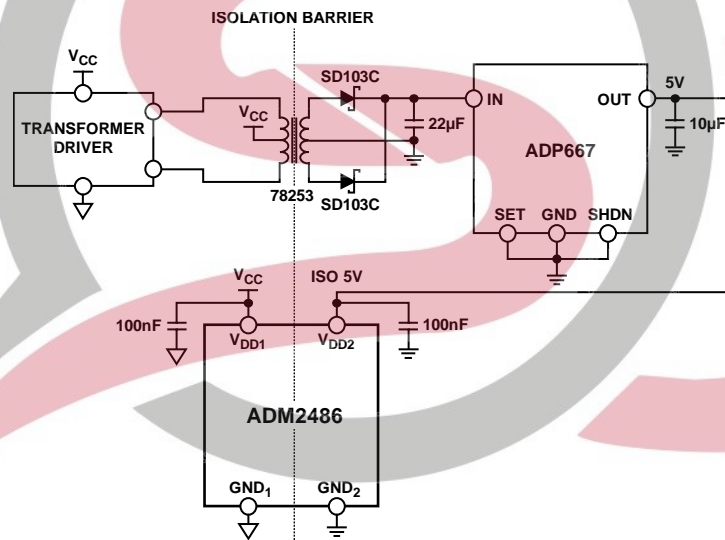 ISOLATION BARRIER
VCC
SD103C
5V
VCC
IN
OUT
TRANSFORMER
DRIVER
22µF
10µF
ADP667
78253
SD103C
SET GND SHDN
VCC
ISO 5V
100nF
100nF
VDD1
VDD2
ADM2486
GND1
GND2